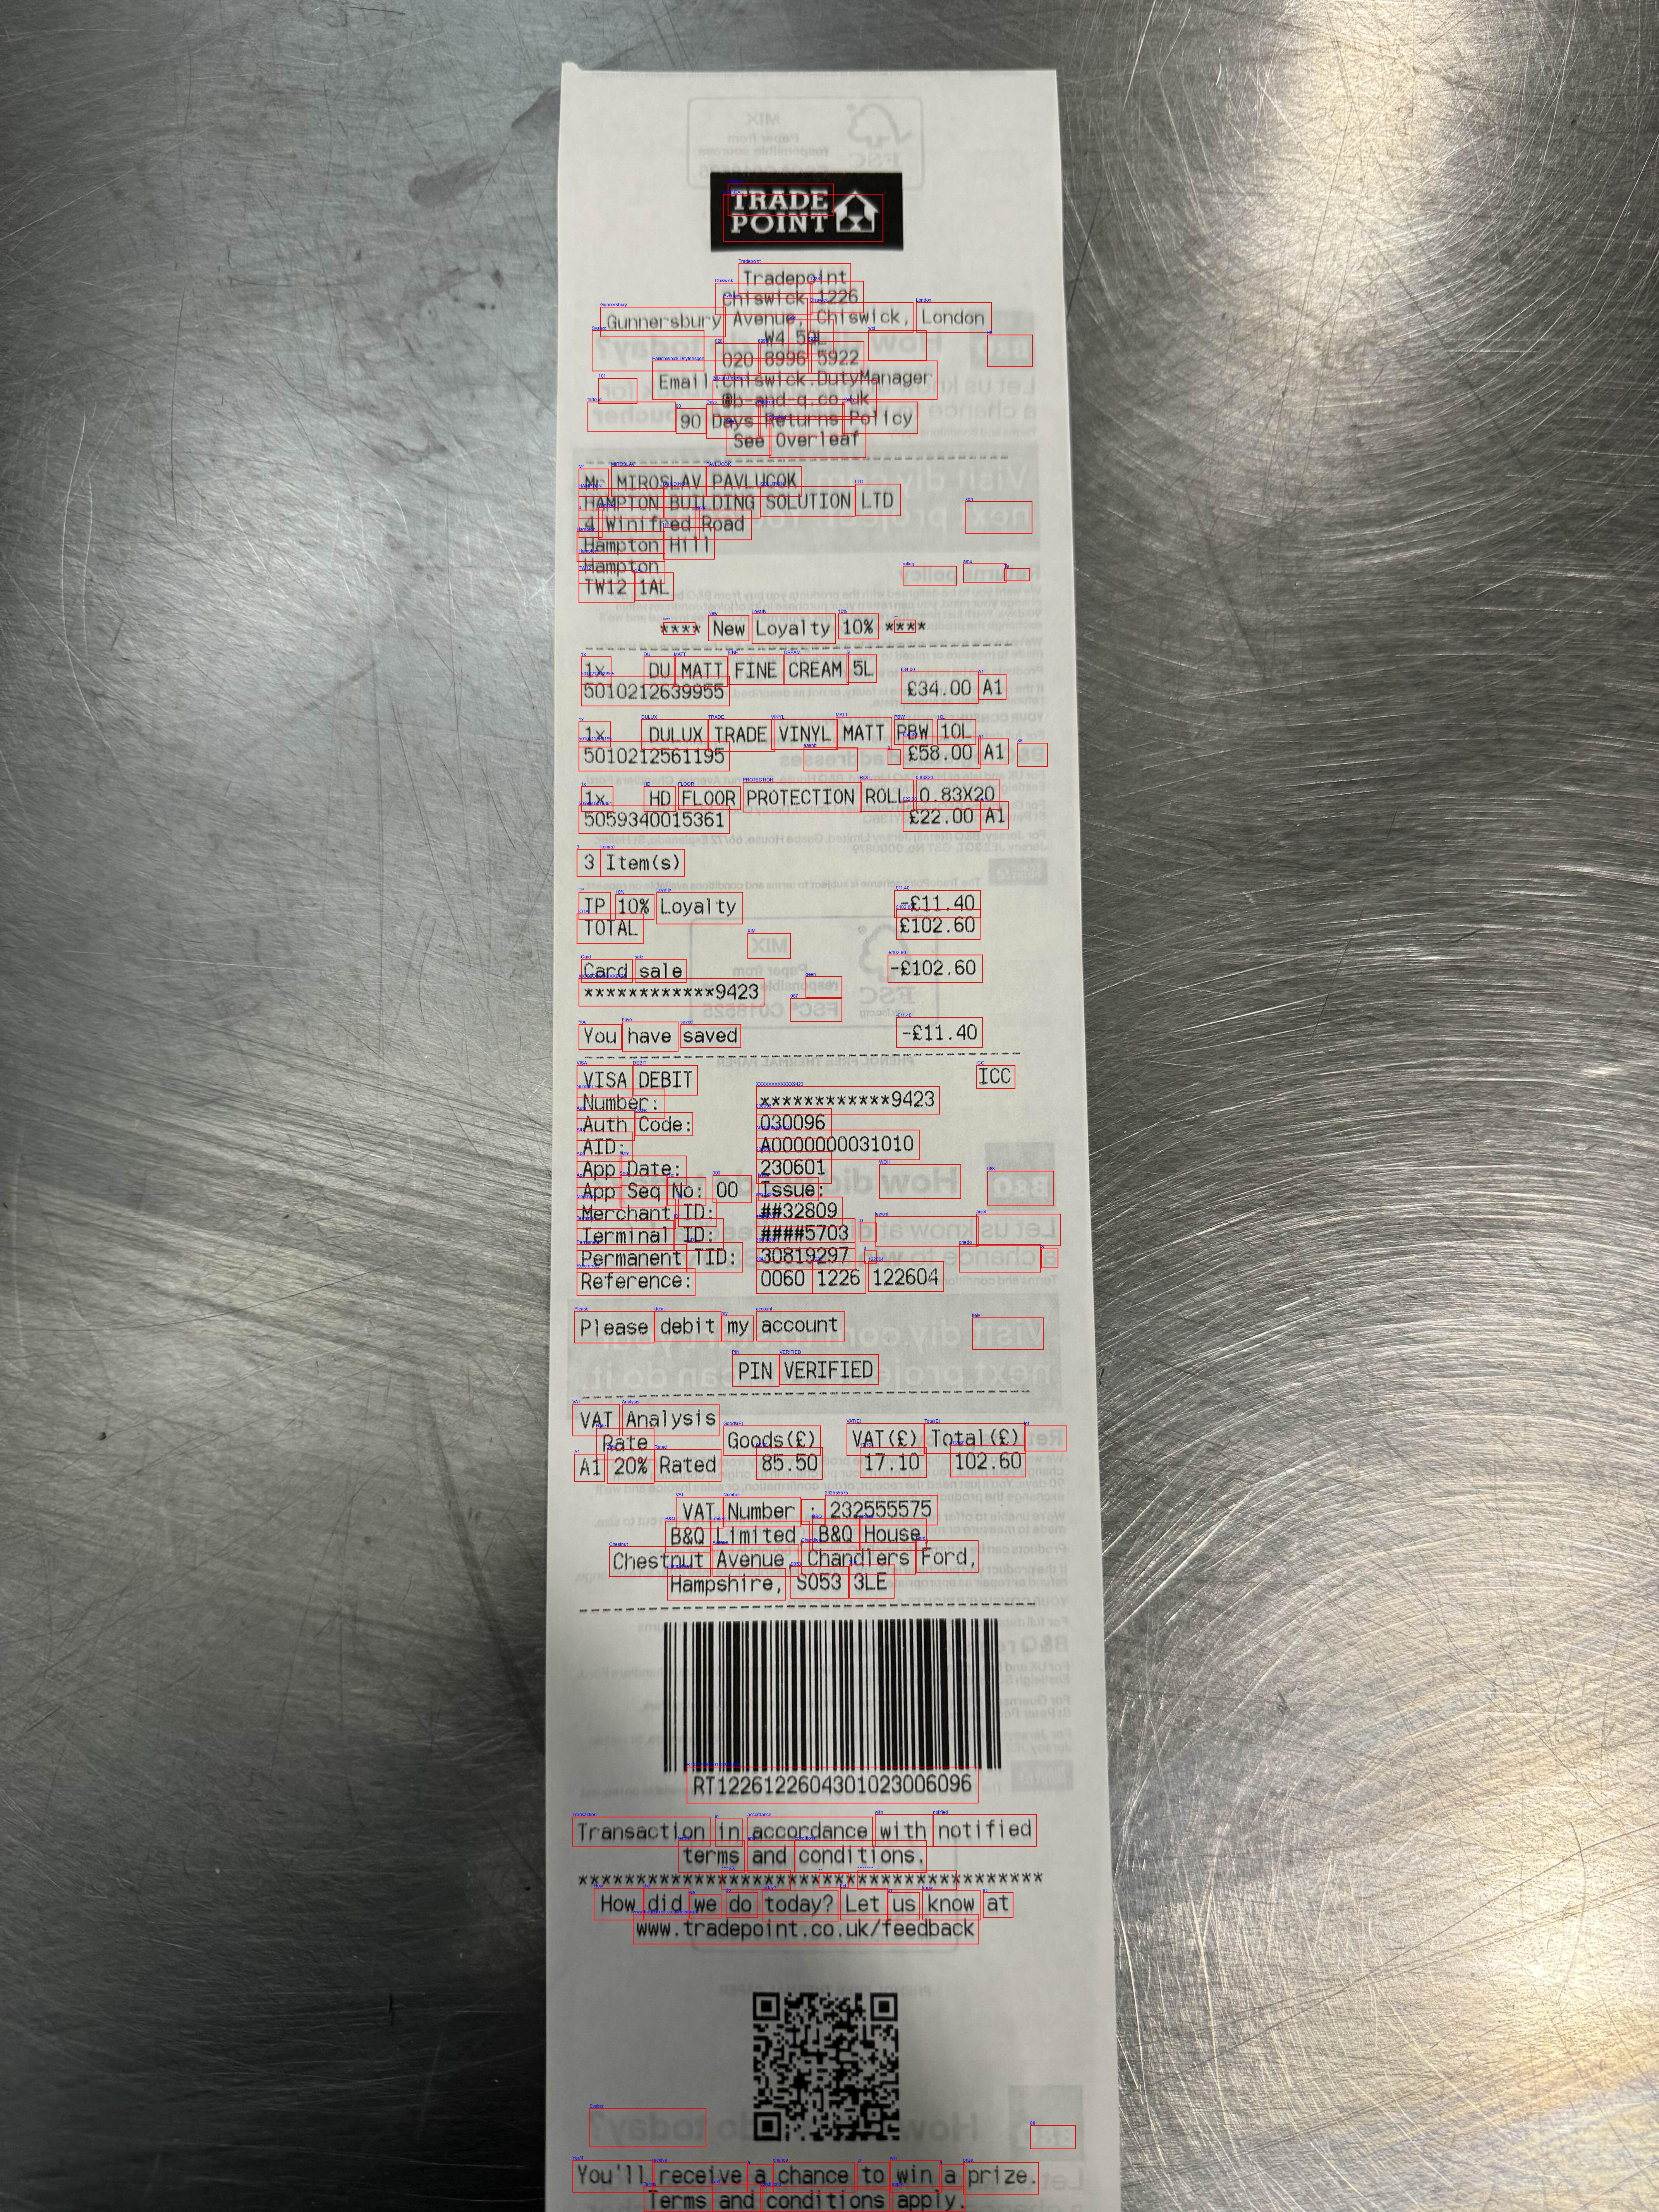 TRADE
POINT
Tradepoint
Chiswick 1226
Gunnersbury Avenue, Chiswick, London
W4 5QL
020 8996 5922
Email:Chiswick.DutyManager
@b-and-q.co.uk
90 Days Returns Policy
See Overleaf
Mr MIROSLAV PAVLUCOK
HAMPTON BUILDING SOLUTION LTD
4 Winifred Road
Hampton Hill
Hampton
TW12 1AL
**** New Loyalty 10% ****
1x DU MATT FINE CREAM 5L
5010212639955 £34.00 A1
1x DULUX TRADE VINYL MATT PBW 10L
5010212561195 £58.00 A1
1x HD FLOOR PROTECTION ROLL 0.83X20
5059340015361 £22.00 A1
3 Item(s)
TP 10% Loyalty -£11.40
TOTAL £102.60
Card sale -£102.60
************9423
You have saved -£11.40
VISA DEBIT ICC
Number: ************9423
Auth Code: 030096
AID: A0000000031010
App Date: 230601
App Seq No: 00 Issue:
Merchant ID: ##32809
Terminal ID: ####5703
Permanent TID: 30819297
Reference: 0060 1226 122604
Please debit my account
PIN VERIFIED
VAT Analysis
Rate Goods(£) VAT(£) Total(£)
A1 20% Rated 85.50 17.10 102.60
VAT Number : 232555575
B&Q Limited, B&Q House,
Chestnut Avenue, Chandlers Ford,
Hampshire, SO53 3LE
RT1226122604301023006096
Transaction in accordance with notified
terms and conditions.
****************************************
How did we do today? Let us know at
www.tradepoint.co.uk/feedback
You'll receive a chance to win a prize.
Terms and conditions apply.